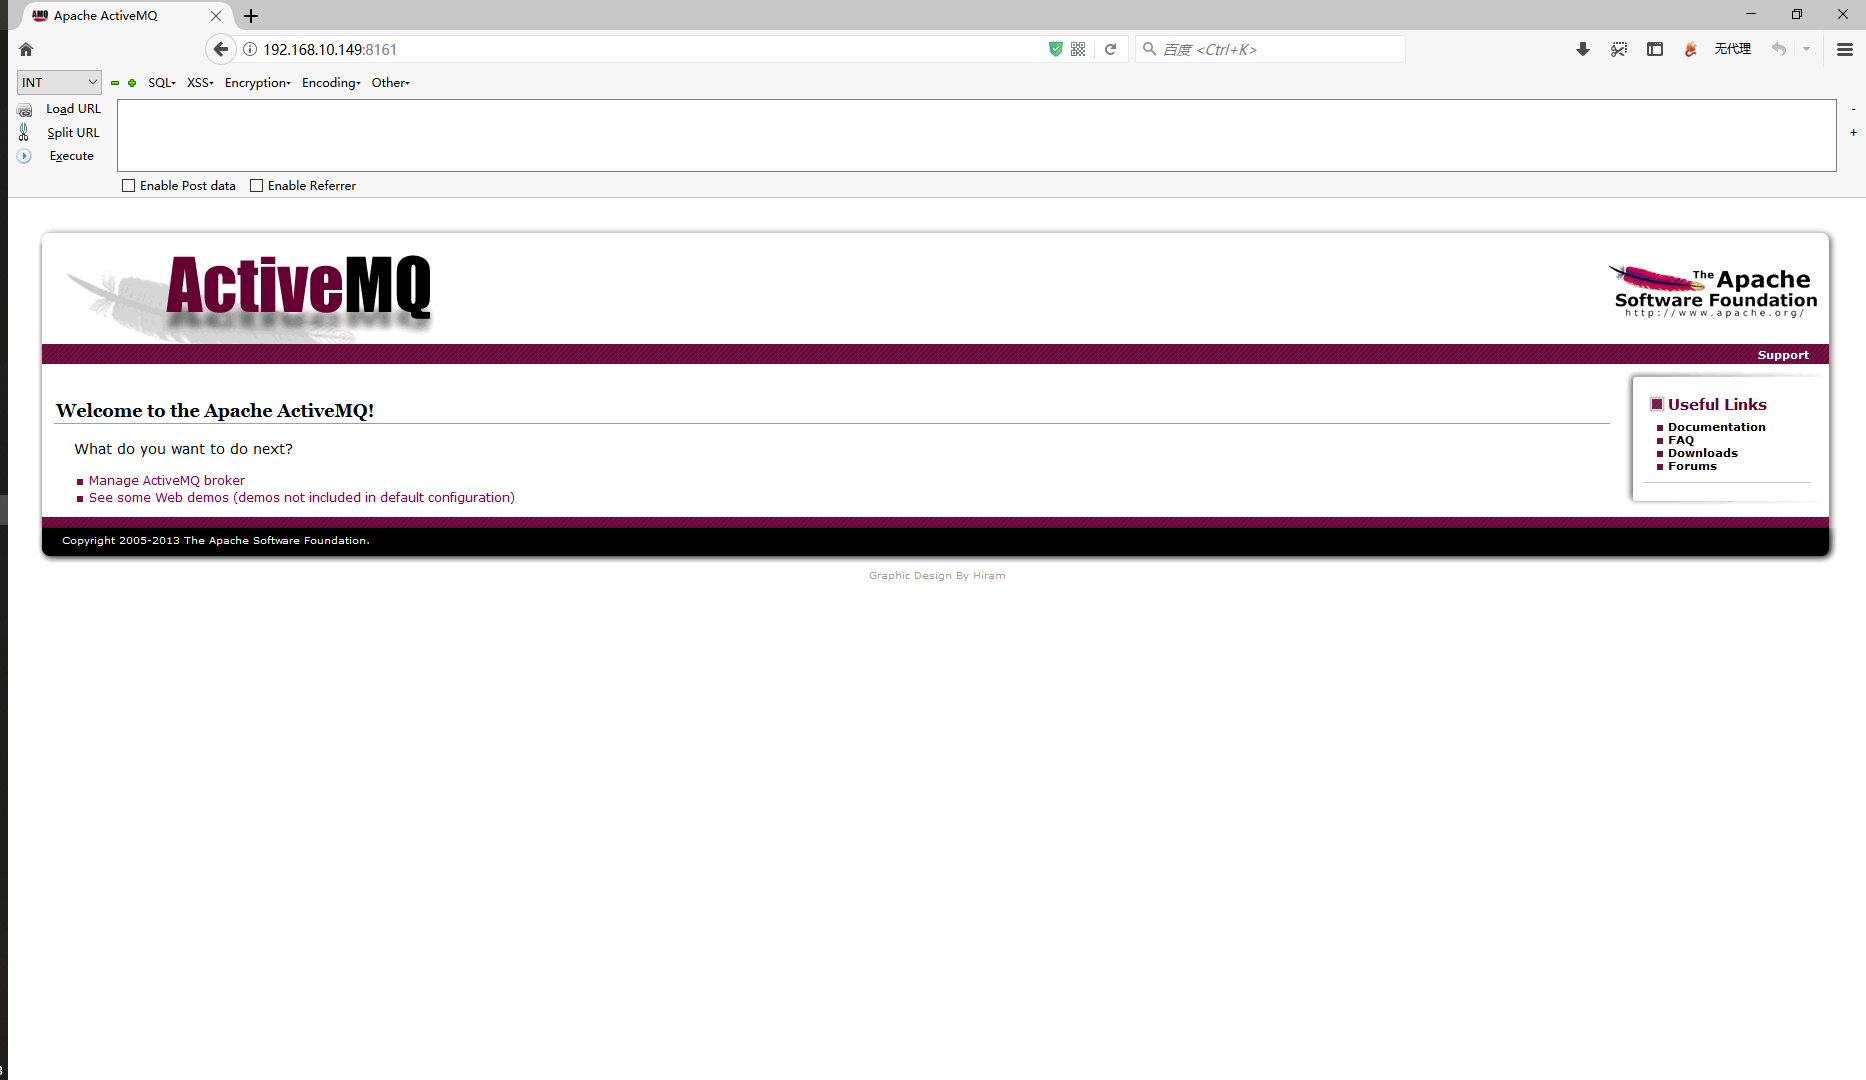 AMQ Apache ActiveMQ
192.168.10.149:8161
百度 <Ctrl+K>
无代理
INT
SQL
XSS
Encryption
Encoding
Other
Load URL
Split URL
Execute
Enable Post data
Enable Referrer
ActiveMQ
The Apache
Software Foundation
http://www.apache.org/
Support
Welcome to the Apache ActiveMQ!
What do you want to do next?
Manage ActiveMQ broker
See some Web demos (demos not included in default configuration)
Useful Links
Documentation
FAQ
Downloads
Forums
Copyright 2005-2013 The Apache Software Foundation.
Graphic Design By Hiram